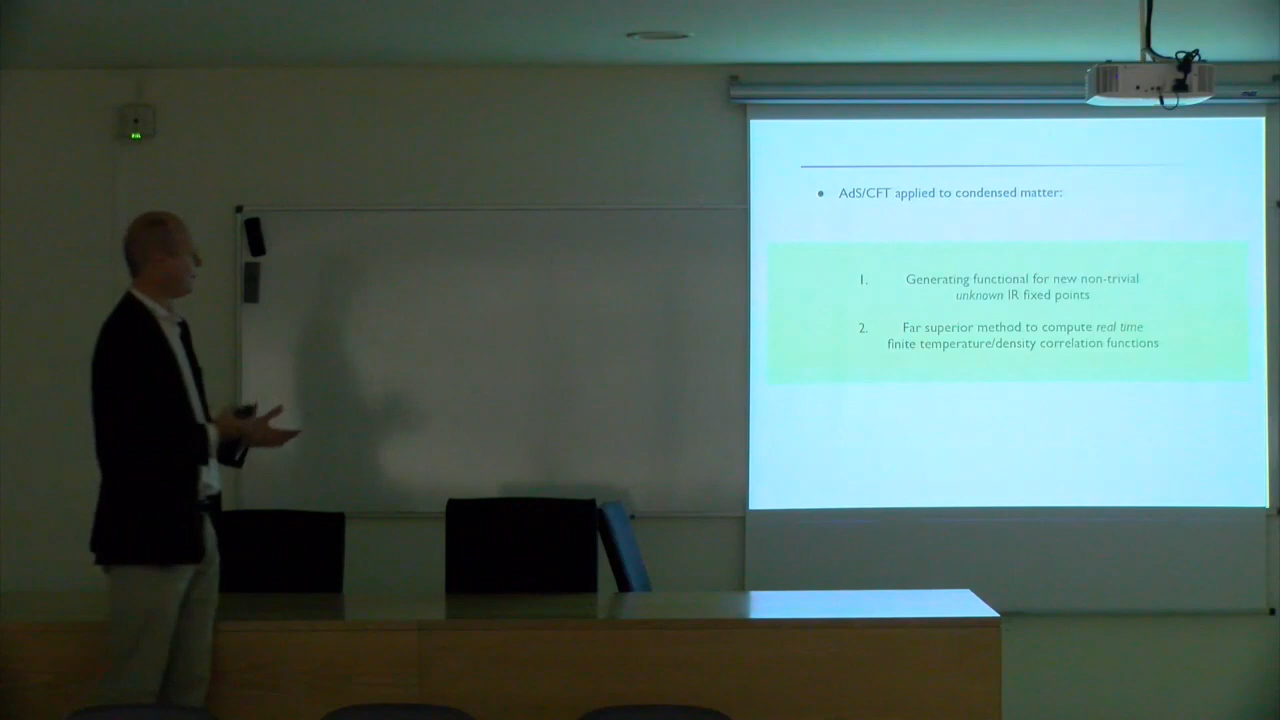 • AdS/CFT applied to condensed matter:
1. Generating functional for new non-trivial
unknown IR fixed points
2. Far superior method to compute real time
finite temperature/density correlation functions